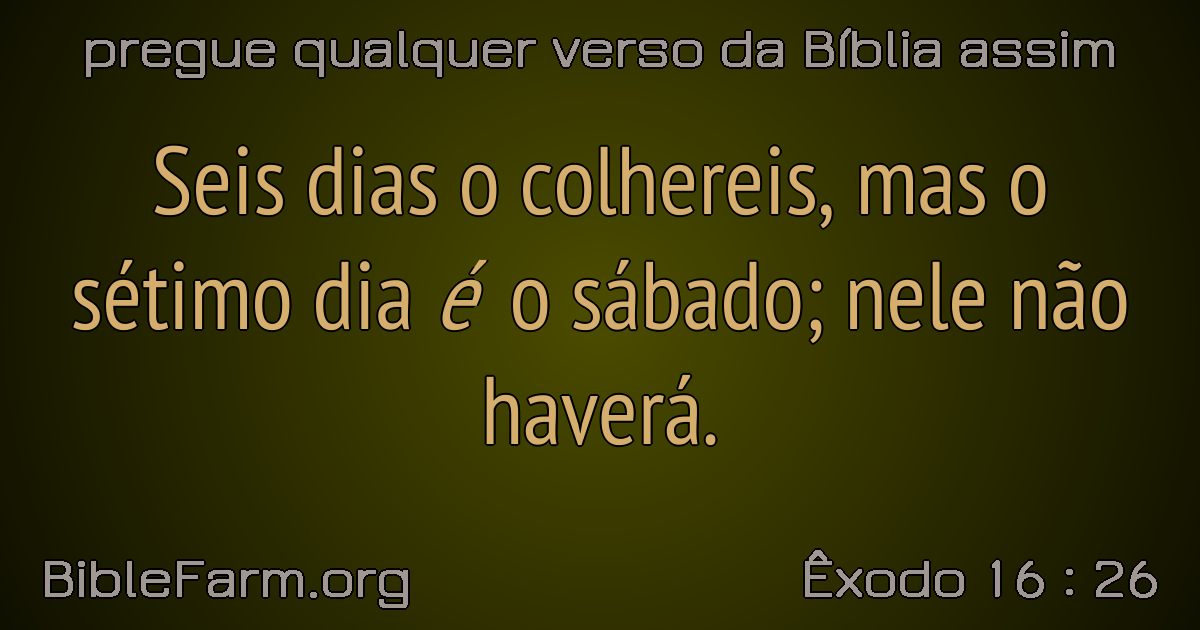 pregue qualquer verso da Bíblia assim
Seis dias o colhereis, mas o
sétimo dia é o sábado; nele não
haverá.
BibleFarm.org
Êxodo 16 : 26